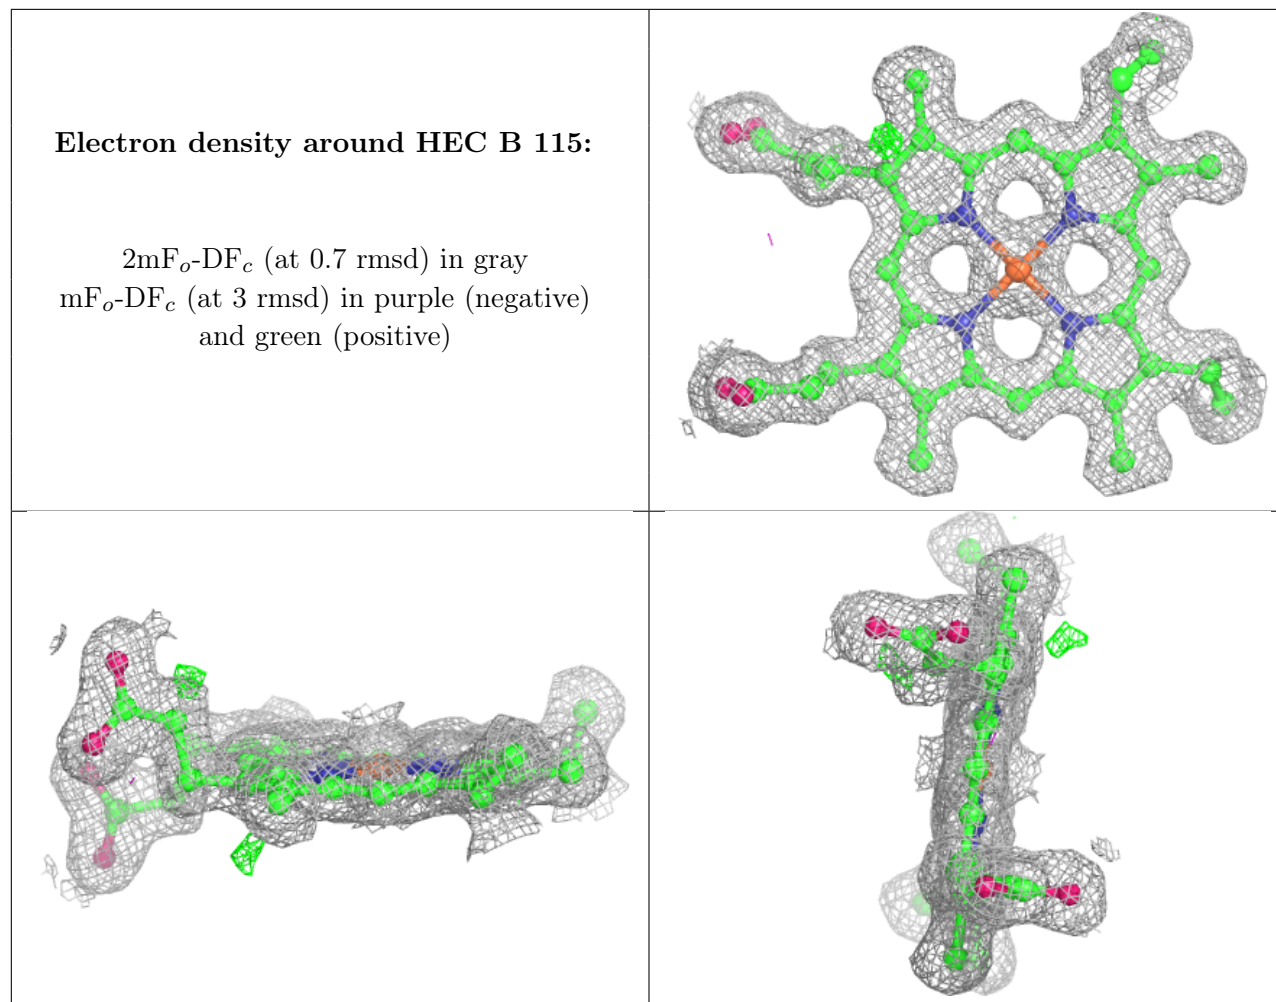 Electron density around HEC B 115:
2mFo-DFc (at 0.7 rmsd) in gray
mFo-DFc (at 3 rmsd) in purple (negative)
and green (positive)